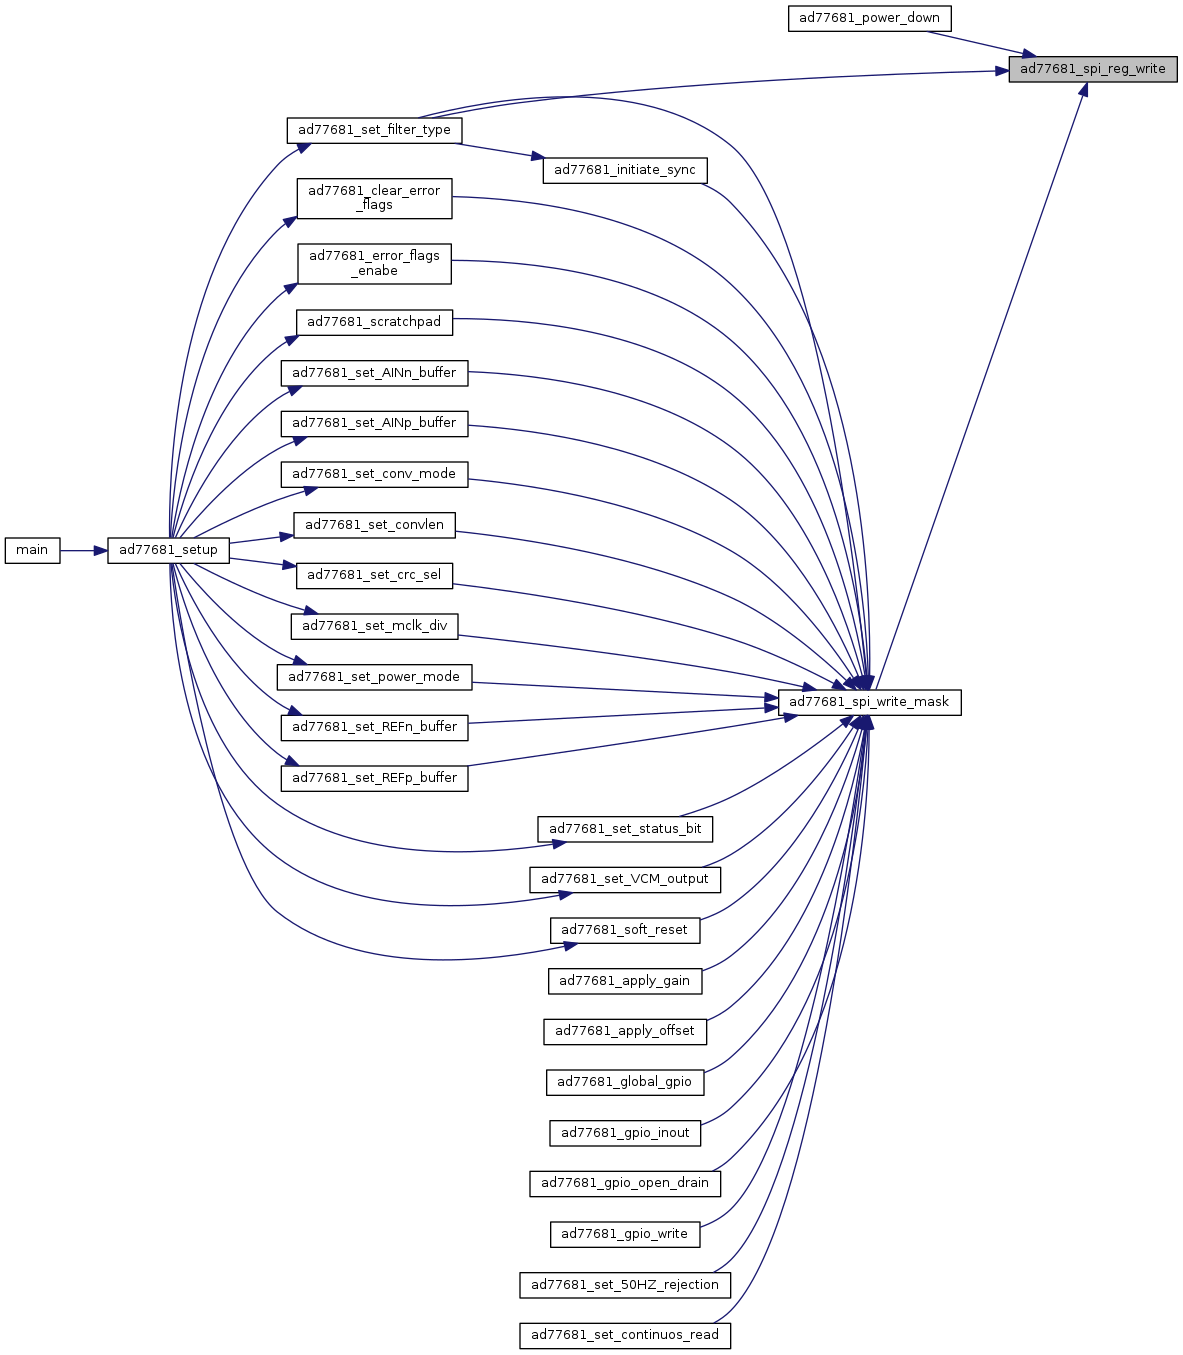 ad77681_power_down
ad77681_spi_reg_write
ad77681_set_filter_type
ad77681_initiate_sync
ad77681_clear_error
_flags
ad77681_error_flags
_enabe
ad77681_scratchpad
ad77681_set_AINn_buffer
ad77681_set_AINp_buffer
ad77681_set_conv_mode
ad77681_set_convlen
main
ad77681_setup
ad77681_set_crc_sel
ad77681_set_mclk_div
ad77681_set_power_mode
ad77681_spi_write_mask
ad77681_set_REFn_buffer
ad77681_set_REFp_buffer
ad77681_set_status_bit
ad77681_set_VCM_output
ad77681_soft_reset
ad77681_apply_gain
ad77681_apply_offset
ad77681_global_gpio
ad77681_gpio_inout
ad77681_gpio_open_drain
ad77681_gpio_write
ad77681_set_50HZ_rejection
ad77681_set_continuos_read